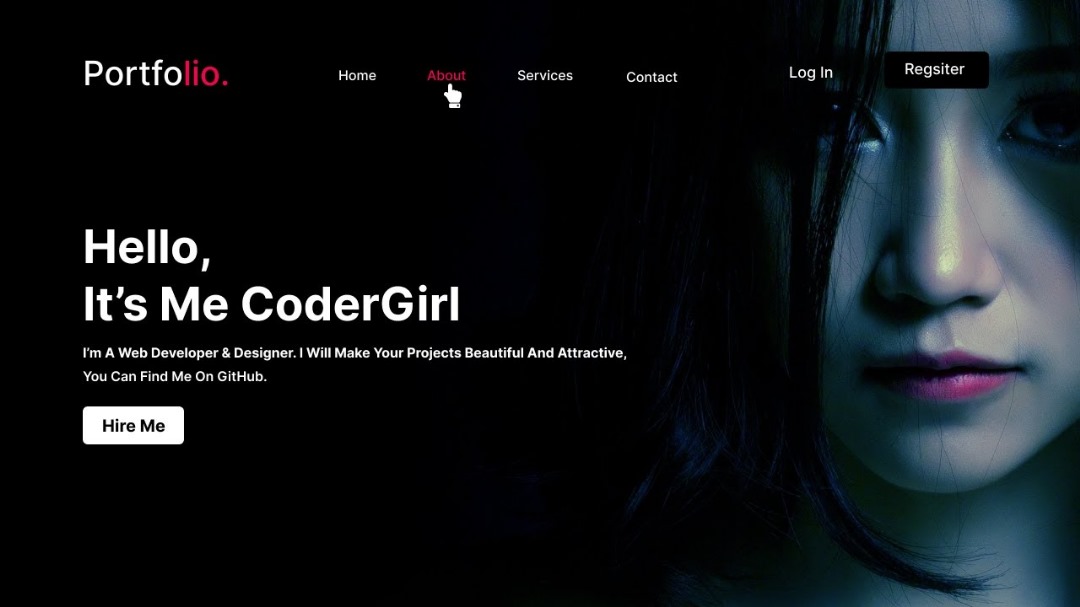 Portfolio.
Home About Services Contact Log In Regsiter
Hello,
It’s Me CoderGirl
I’m A Web Developer & Designer. I Will Make Your Projects Beautiful And Attractive,
You Can Find Me On GitHub.
Hire Me